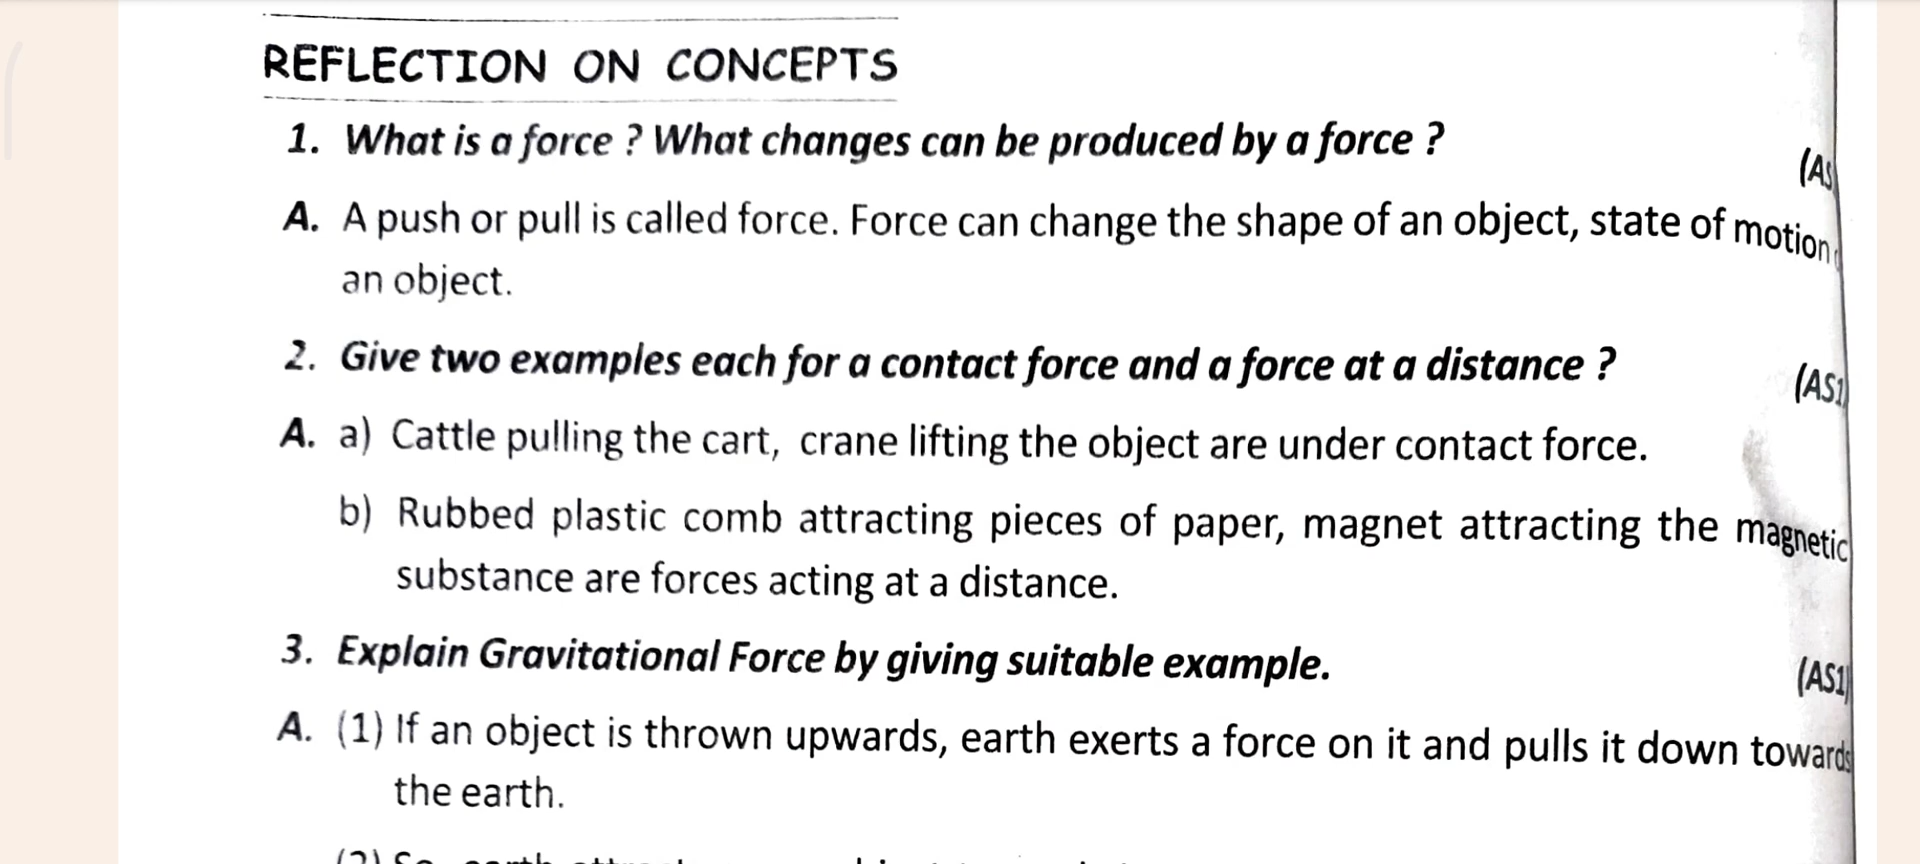 REFLECTION ON CONCEPTS
1. What is a force ? What changes can be produced by a force ?
(AS
A. A push or pull is called force. Force can change the shape of an object, state of motion
an object.
2. Give two examples each for a contact force and a force at a distance ?
(AS1
A. a) Cattle pulling the cart, crane lifting the object are under contact force.
b) Rubbed plastic comb attracting pieces of paper, magnet attracting the magnetic
substance are forces acting at a distance.
3. Explain Gravitational Force by giving suitable example.
(AS1)
A. (1) If an object is thrown upwards, earth exerts a force on it and pulls it down towards
the earth.